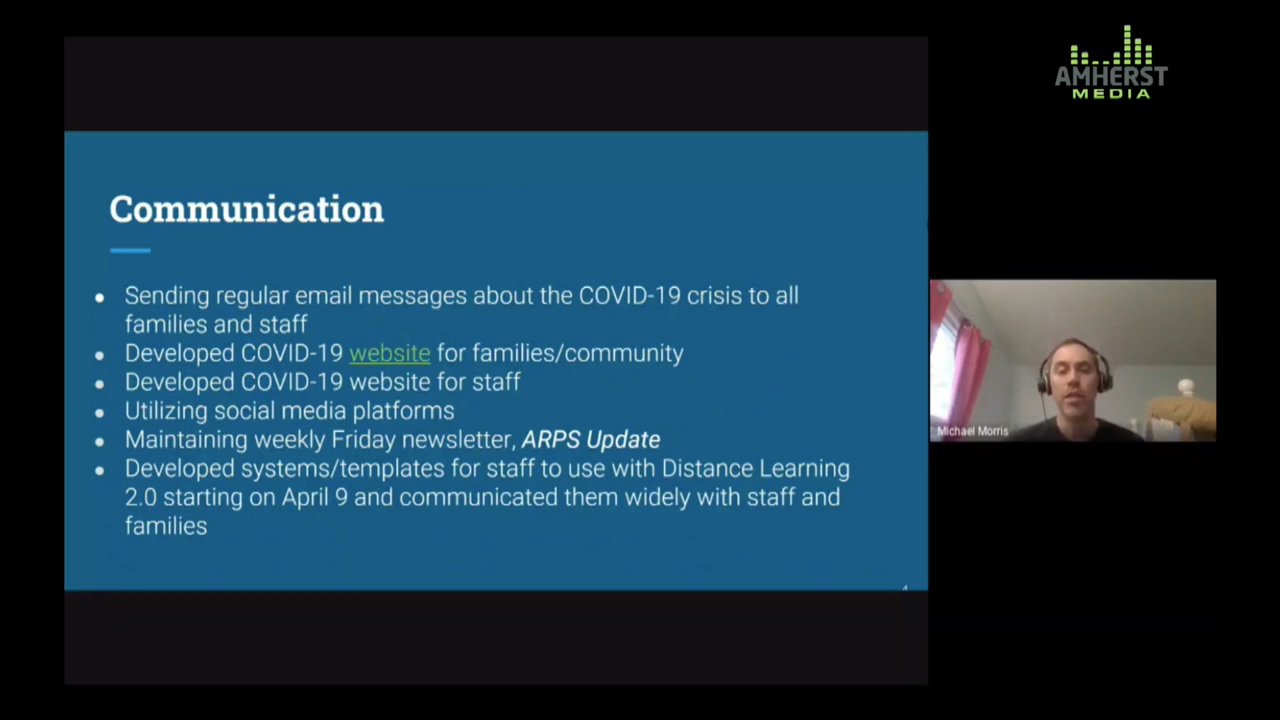 AMHERST
MEDIA
Communication
● Sending regular email messages about the COVID-19 crisis to all
families and staff
● Developed COVID-19 website for families/community
● Developed COVID-19 website for staff
● Utilizing social media platforms
● Maintaining weekly Friday newsletter, ARPS Update
● Developed systems/templates for staff to use with Distance Learning
2.0 starting on April 9 and communicated them widely with staff and
families
4
Michael Morris